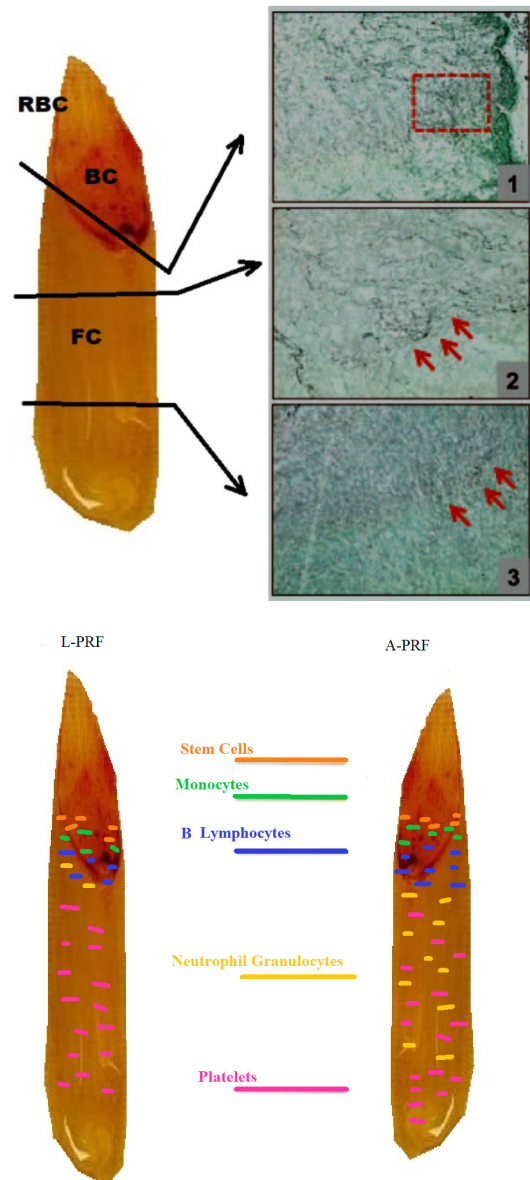 RBC
BC
FC
1
2
3
L-PRF
A-PRF
Stem Cells
Monocytes
B Lymphocytes
Neutrophil Granulocytes
Platelets